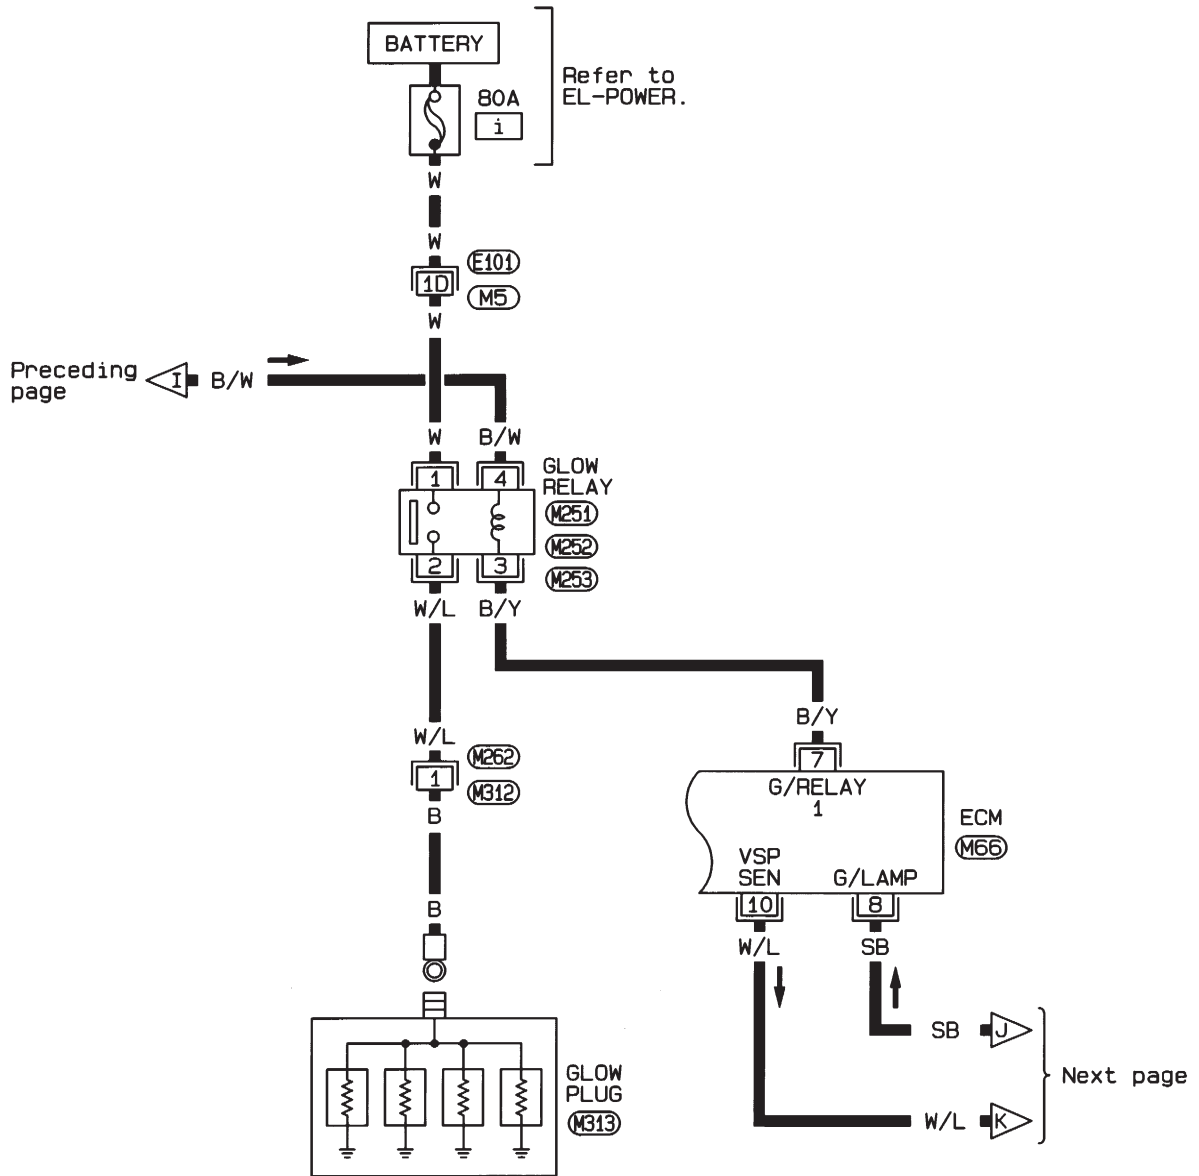 BATTERY
80A
i
Refer to
EL-POWER.
W
W
E101
1D
M5
W
Preceding
page
I
B/W
W
B/W
1
4
GLOW
RELAY
M251
M252
M253
2
3
W/L
B/Y
B/Y
W/L
M262
1
M312
B
7
G/RELAY
1
ECM
M66
VSP
SEN
G/LAMP
10
8
B
W/L
SB
SB
J
Next page
W/L
K
GLOW
PLUG
M313